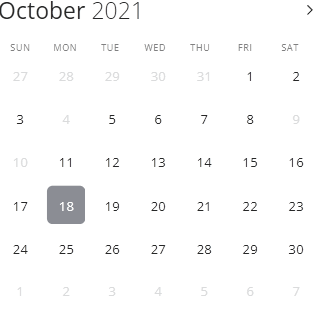 October 2021 >
SUN MON TUE WED THU FRI SAT
27 28 29 30 31 1 2
3 4 5 6 7 8 9
10 11 12 13 14 15 16
17 18 19 20 21 22 23
24 25 26 27 28 29 30
1 2 3 4 5 6 7